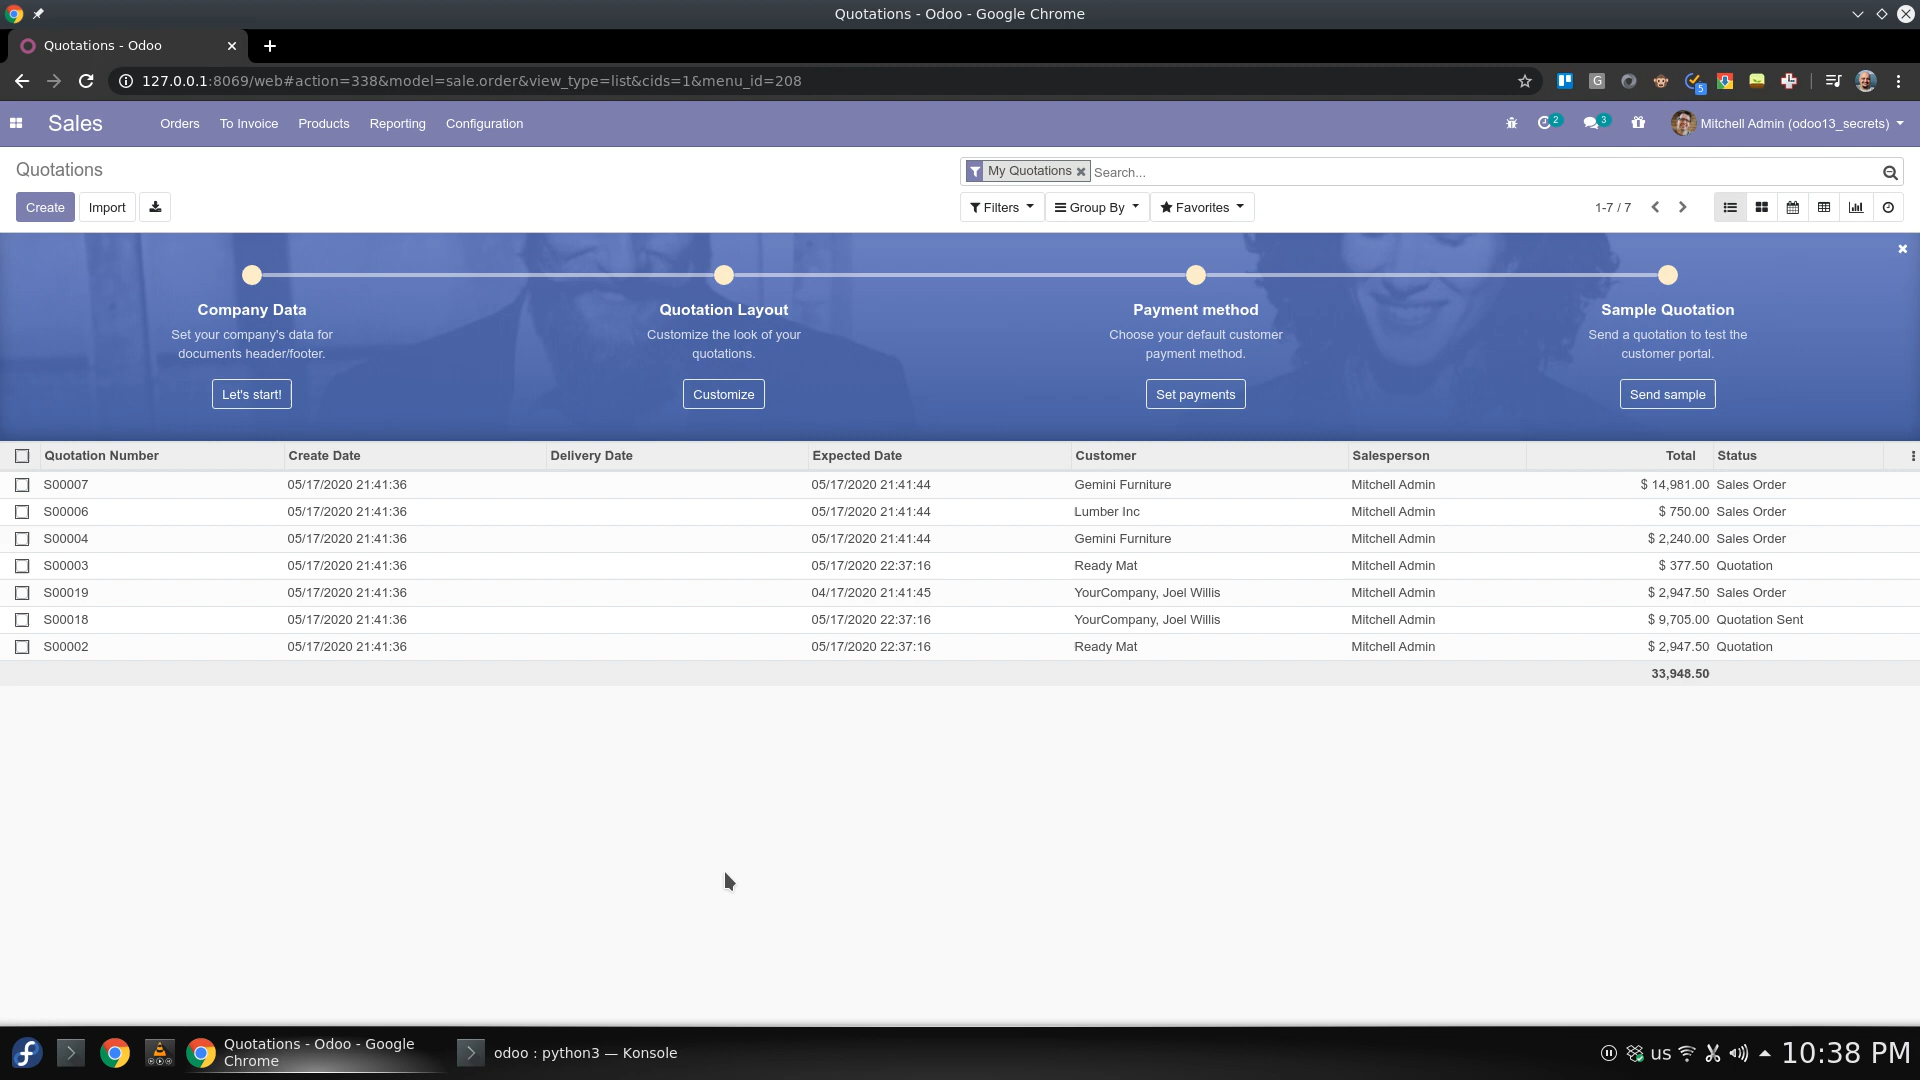 Quotations - Odoo - Google Chrome
Quotations - Odoo
127.0.0.1:8069/web#action=338&model=sale.order&view_type=list&cids=1&menu_id=208
G
5
Sales Orders To Invoice Products Reporting Configuration 2 3 Mitchell Admin (odoo13_secrets)
Quotations
My Quotations Search...
Create Import
Filters Group By Favorites 1-7 / 7
Company Data Quotation Layout Payment method Sample Quotation
Set your company's data for Customize the look of your Choose your default customer Send a quotation to test the
documents header/footer. quotations. payment method. customer portal.
Let's start! Customize Set payments Send sample
Quotation Number Create Date Delivery Date Expected Date Customer Salesperson Total Status
S00007 05/17/2020 21:41:36 05/17/2020 21:41:44 Gemini Furniture Mitchell Admin $ 14,981.00 Sales Order
S00006 05/17/2020 21:41:36 05/17/2020 21:41:44 Lumber Inc Mitchell Admin $ 750.00 Sales Order
S00004 05/17/2020 21:41:36 05/17/2020 21:41:44 Gemini Furniture Mitchell Admin $ 2,240.00 Sales Order
S00003 05/17/2020 21:41:36 05/17/2020 22:37:16 Ready Mat Mitchell Admin $ 377.50 Quotation
S00019 05/17/2020 21:41:36 04/17/2020 21:41:45 YourCompany, Joel Willis Mitchell Admin $ 2,947.50 Sales Order
S00018 05/17/2020 21:41:36 05/17/2020 22:37:16 YourCompany, Joel Willis Mitchell Admin $ 9,705.00 Quotation Sent
S00002 05/17/2020 21:41:36 05/17/2020 22:37:16 Ready Mat Mitchell Admin $ 2,947.50 Quotation
33,948.50
Quotations - Odoo - Google
Chrome
odoo : python3 — Konsole
us 10:38 PM